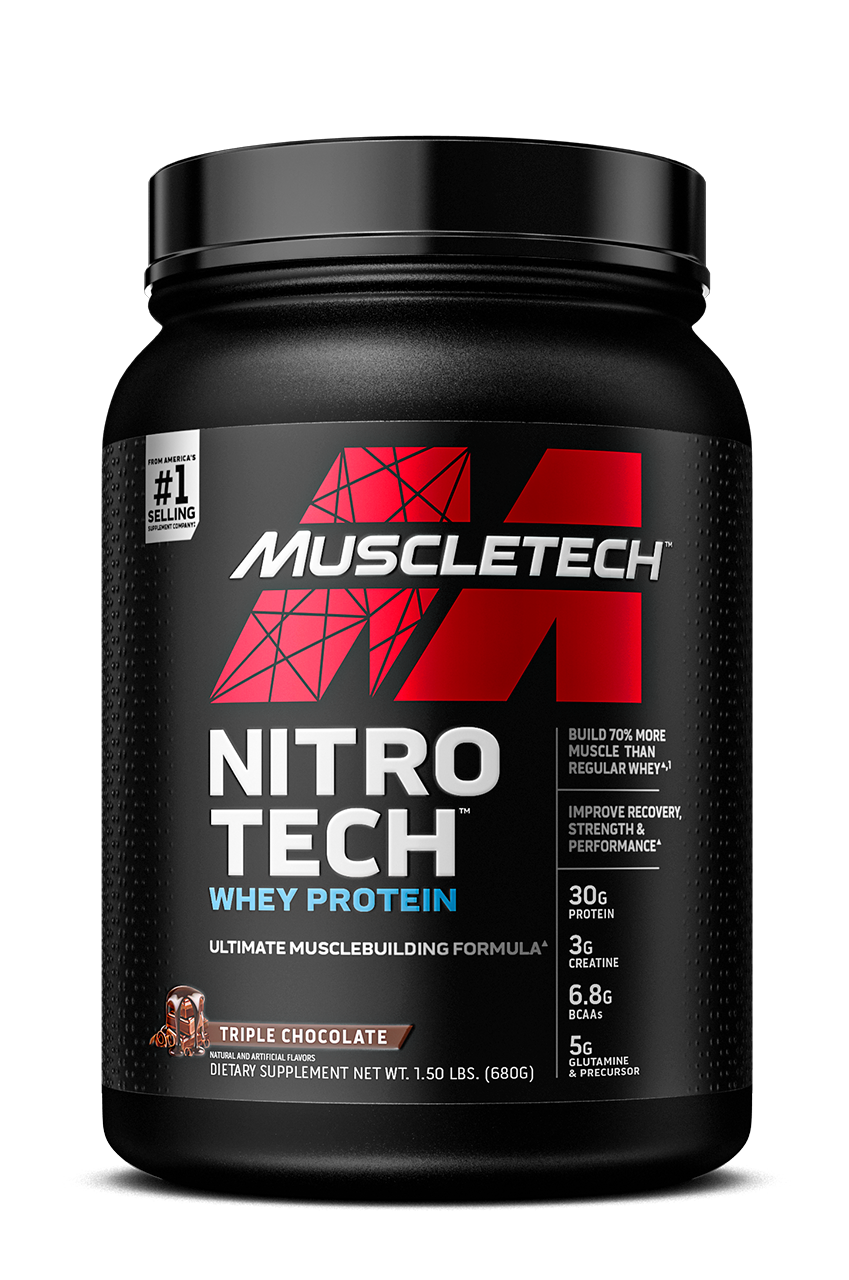 FROM AMERICA'S
#1
SELLING
SUPPLEMENT COMPANY‡
MUSCLETECH™
NITRO
TECH™
WHEY PROTEIN
ULTIMATE MUSCLEBUILDING FORMULA▲
TRIPLE CHOCOLATE
NATURAL AND ARTIFICIAL FLAVORS
DIETARY SUPPLEMENT NET WT. 1.50 LBS. (680G)
BUILD 70% MORE
MUSCLE THAN
REGULAR WHEY▲,1
IMPROVE RECOVERY,
STRENGTH &
PERFORMANCE▲
30G
PROTEIN
3G
CREATINE
6.8G
BCAAs
5G
GLUTAMINE
& PRECURSOR